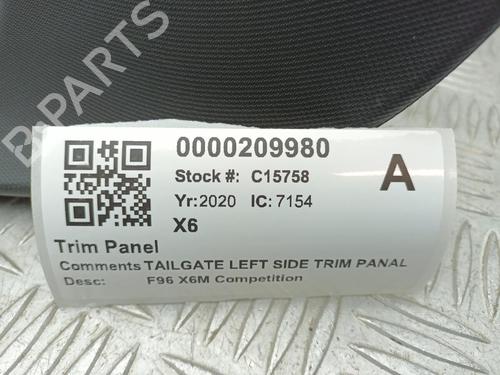 B-PARTS
0000209980
Stock #: C15758
A
Yr:2020 IC:7154
X6
Trim Panel
Comments TAILGATE LEFT SIDE TRIM PANAL
Desc: F96 X6M Competition